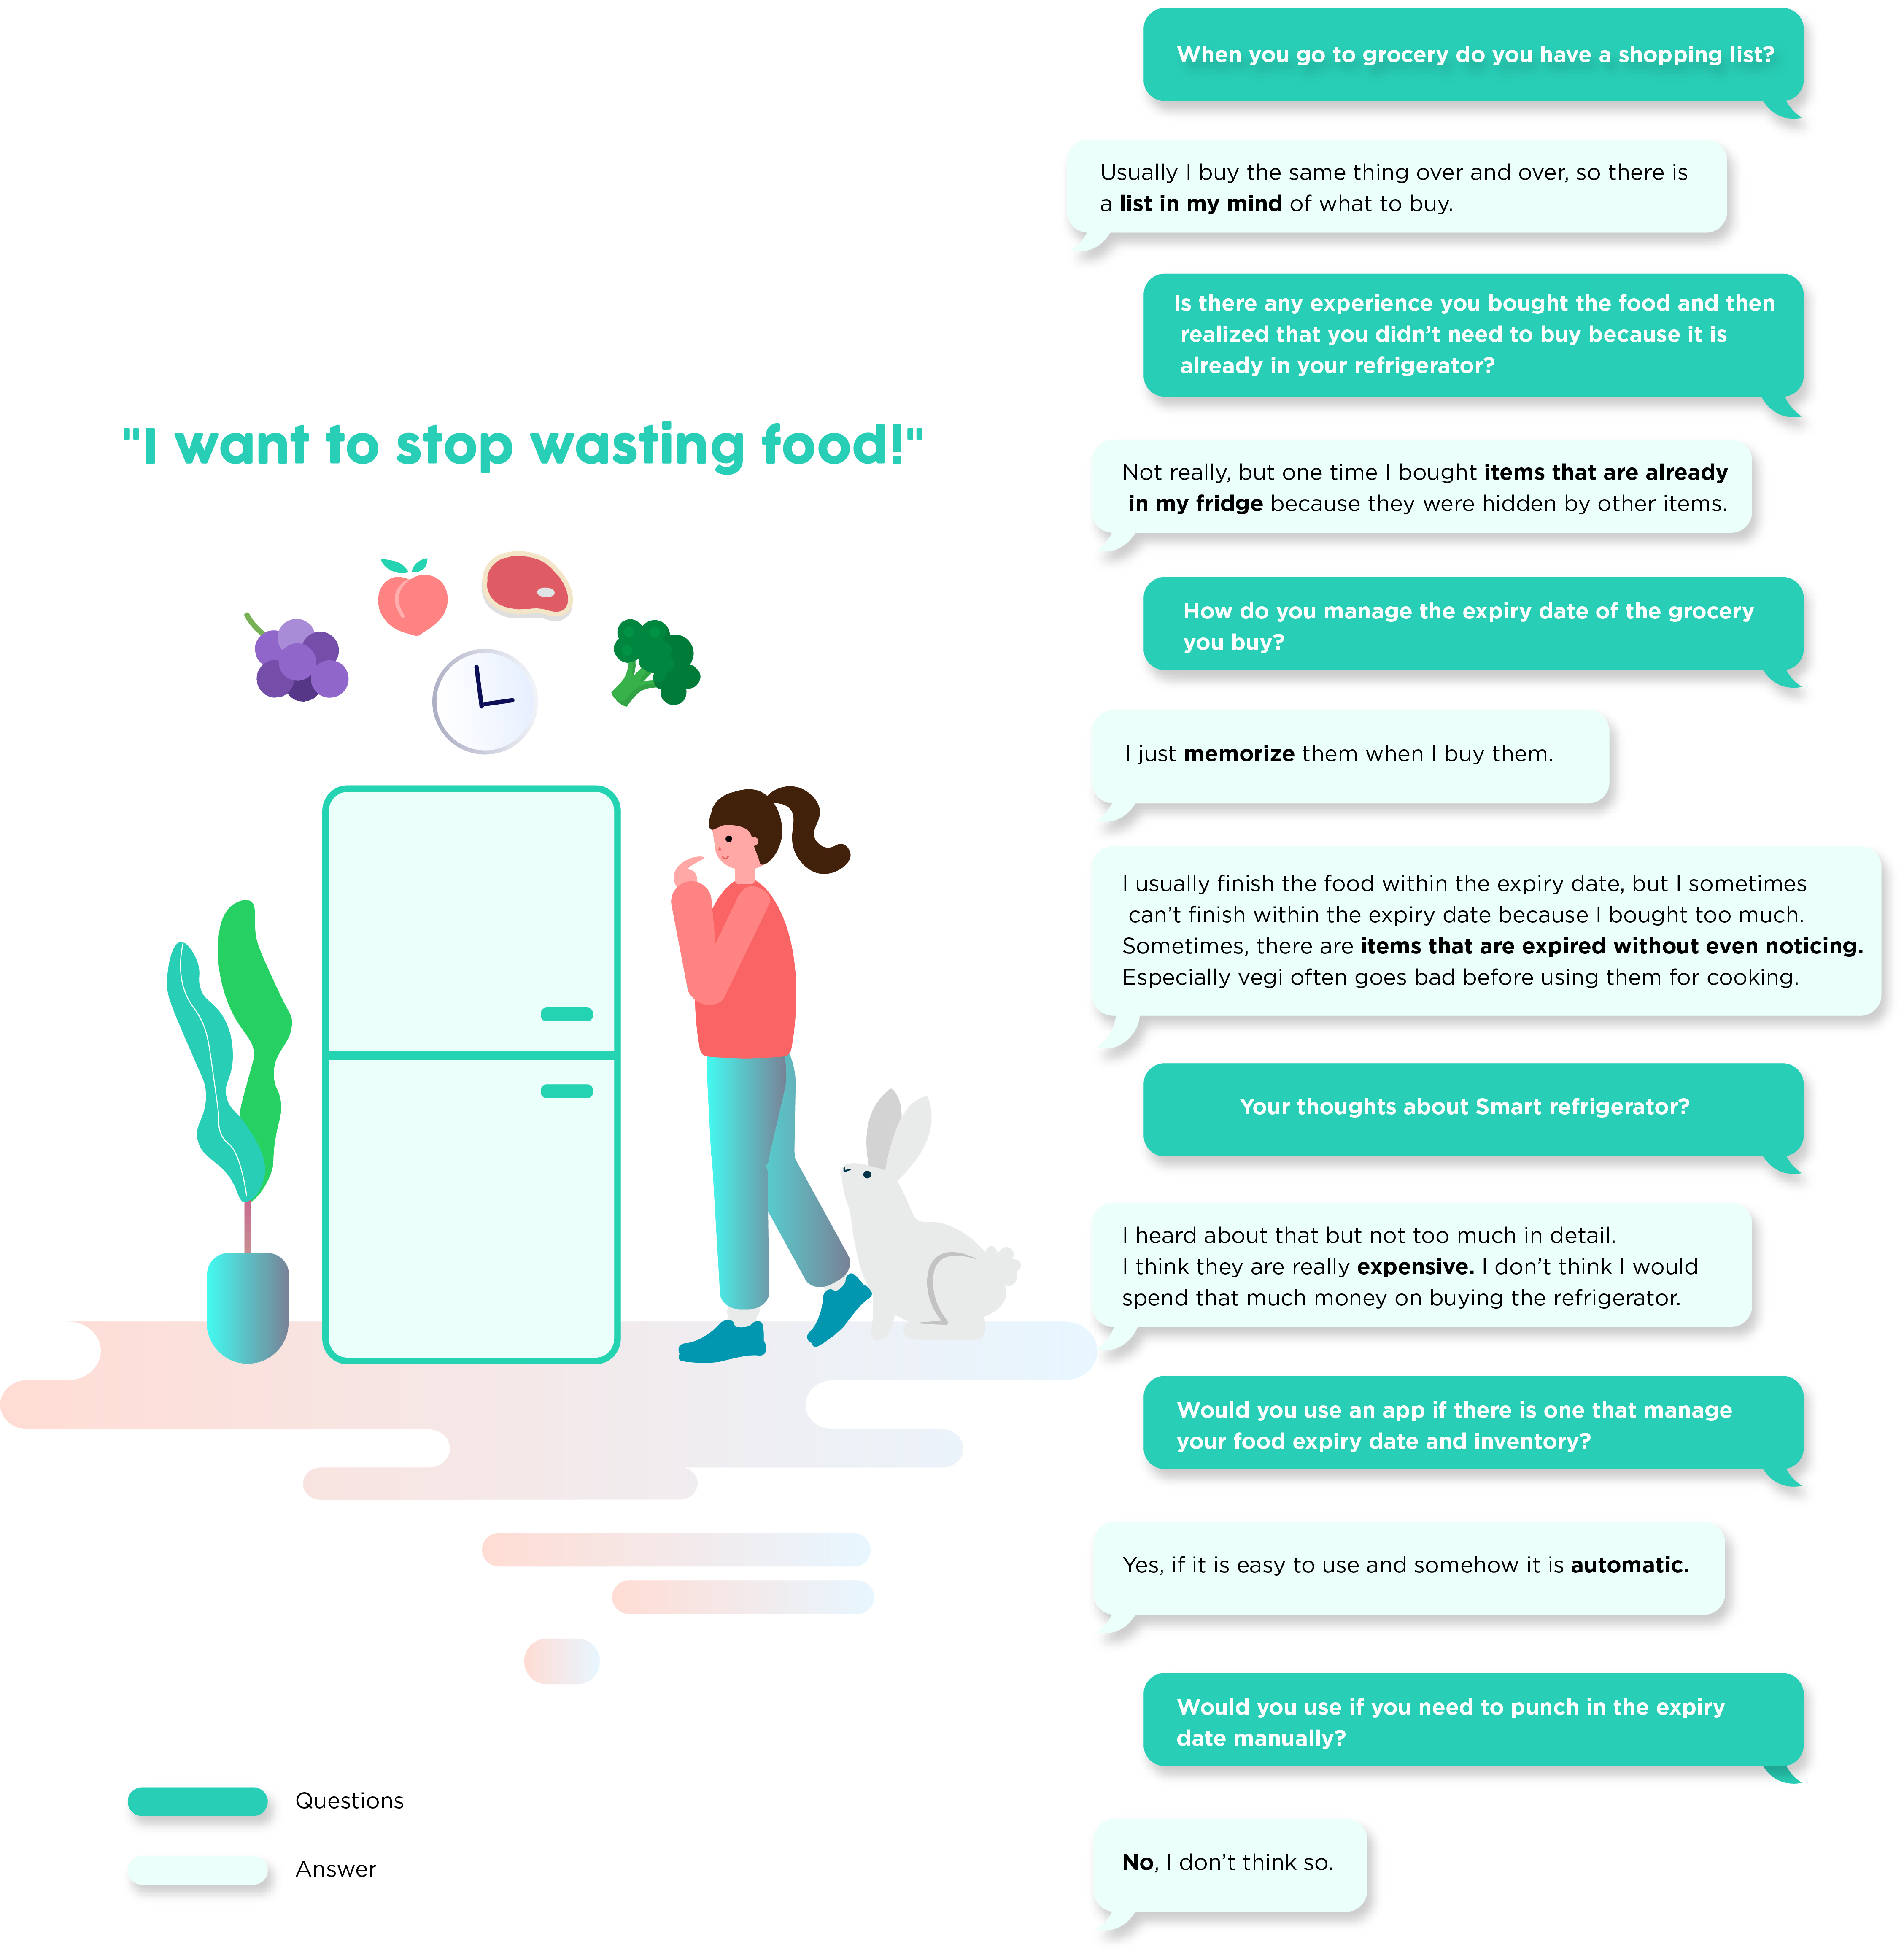 "I want to stop wasting food!"
When you go to grocery do you have a shopping list?
Usually I buy the same thing over and over, so there is
a list in my mind of what to buy.
Is there any experience you bought the food and then
realized that you didn't need to buy because it is
already in your refrigerator?
Not really, but one time I bought items that are already
in my fridge because they were hidden by other items.
How do you manage the expiry date of the grocery
you buy?
I just memorize them when I buy them.
I usually finish the food within the expiry date, but I sometimes
can't finish within the expiry date because I bought too much.
Sometimes, there are items that are expired without even noticing.
Especially vegi often goes bad before using them for cooking.
Your thoughts about Smart refrigerator?
I heard about that but not too much in detail.
I think they are really expensive. I don't think I would
spend that much money on buying the refrigerator.
Would you use an app if there is one that manage
your food expiry date and inventory?
Yes, if it is easy to use and somehow it is automatic.
Would you use if you need to punch in the expiry
date manually?
No, I don't think so.
Questions
Answer